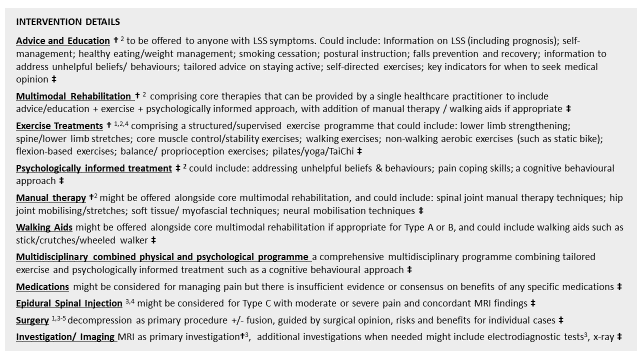 INTERVENTION DETAILS
Advice and Education ✝ 2 to be offered to anyone with LSS symptoms. Could include: Information on LSS (including prognosis); self-
management; healthy eating/weight management; smoking cessation; postural instruction; falls prevention and recovery; information to
address unhelpful beliefs/ behaviours; tailored advice on staying active; self-directed exercises; key indicators for when to seek medical
opinion ‡
Multimodal Rehabilitation ✝ 2 comprising core therapies that can be provided by a single healthcare practitioner to include
advice/education + exercise + psychologically informed approach, with addition of manual therapy / walking aids if appropriate ‡
Exercise Treatments ✝ 1,2,4 comprising a structured/supervised exercise programme that could include: lower limb strengthening;
spine/lower limb stretches; core muscle control/stability exercises; walking exercises; non-walking aerobic exercises (such as static bike);
flexion-based exercises; balance/ proprioception exercises; pilates/yoga/TaiChi ‡
Psychologically informed treatment ‡ 2 could include: addressing unhelpful beliefs & behaviours; pain coping skills; a cognitive behavioural
approach ‡
Manual therapy ✝2 might be offered alongside core multimodal rehabilitation, and could include: spinal joint manual therapy techniques; hip
joint mobilising/stretches; soft tissue/ myofascial techniques; neural mobilisation techniques ‡
Walking Aids might be offered alongside core multimodal rehabilitation if appropriate for Type A or B, and could include walking aids such as
stick/crutches/wheeled walker ‡
Multidisciplinary combined physical and psychological programme a comprehensive multidisciplinary programme combining tailored
exercise and psychologically informed treatment such as a cognitive behavioural approach ‡
Medications might be considered for managing pain but there is insufficient evidence or consensus on benefits of any specific medications ‡
Epidural Spinal Injection 3,4 might be considered for Type C with moderate or severe pain and concordant MRI findings ‡
Surgery 1,3-5 decompression as primary procedure +/- fusion, guided by surgical opinion, risks and benefits for individual cases ‡
Investigation/ Imaging MRI as primary investigation✝3, additional investigations when needed might include electrodiagnostic tests3, x-ray ‡